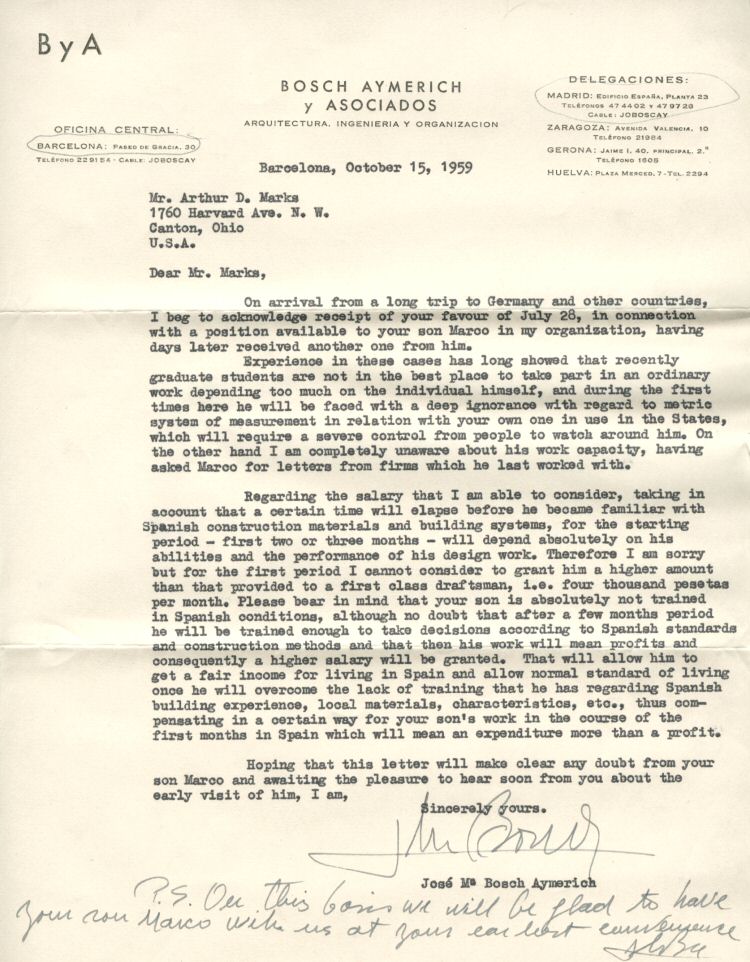 B y A
BOSCH AYMERICH
y ASOCIADOS
ARQUITECTURA, INGENIERIA Y ORGANIZACION
OFICINA CENTRAL:
BARCELONA: PASEO DE GRACIA, 30
TELÉFONO 229154 - CABLE: JOBOSCAY
DELEGACIONES:
MADRID: EDIFICIO ESPAÑA, PLANTA 23
TELÉFONOS 474402 Y 479728
CABLE: JOBOSCAY
ZARAGOZA: AVENIDA VALENCIA, 10
TELÉFONO 21984
GERONA: JAIME I, 40, PRINCIPAL, 2.ª
TELÉFONO 1608
HUELVA: PLAZA MERCED, 7 - TEL. 2294
Barcelona, October 15, 1959
Mr. Arthur D. Marks
1760 Harvard Ave. N. W.
Canton, Ohio
U.S.A.
Dear Mr. Marks,
On arrival from a long trip to Germany and other countries,
I beg to acknowledge receipt of your favour of July 28, in connection
with a position available to your son Marco in my organization, having
days later received another one from him.
Experience in these cases has long showed that recently
graduate students are not in the best place to take part in an ordinary
work depending too much on the individual himself, and during the first
times here he will be faced with a deep ignorance with regard to metric
system of measurement in relation with your own one in use in the States,
which will require a severe control from people to watch around him. On
the other hand I am completely unaware about his work capacity, having
asked Marco for letters from firms which he last worked with.
Regarding the salary that I am able to consider, taking in
account that a certain time will elapse before he became familiar with
Spanish construction materials and building systems, for the starting
period - first two or three months - will depend absolutely on his
abilities and the performance of his design work. Therefore I am sorry
but for the first period I cannot consider to grant him a higher amount
than that provided to a first class draftsman, i.e. four thousand pesetas
per month. Please bear in mind that your son is absolutely not trained
in Spanish conditions, although no doubt that after a few months period
he will be trained enough to take decisions according to Spanish standards
and construction methods and that then his work will mean profits and
consequently a higher salary will be granted. That will allow him to
get a fair income for living in Spain and allow normal standard of living
once he will overcome the lack of training that he has regarding Spanish
building experience, local materials, characteristics, etc., thus com-
pensating in a certain way for your son's work in the course of the
first months in Spain which will mean an expenditure more than a profit.
Hoping that this letter will make clear any doubt from your
son Marco and awaiting the pleasure to hear soon from you about the
early visit of him, I am,
Sincerely yours.
José Mª Bosch Aymerich
P.S. On this basis we will be glad to have
your son Marco with us at your earliest convenience